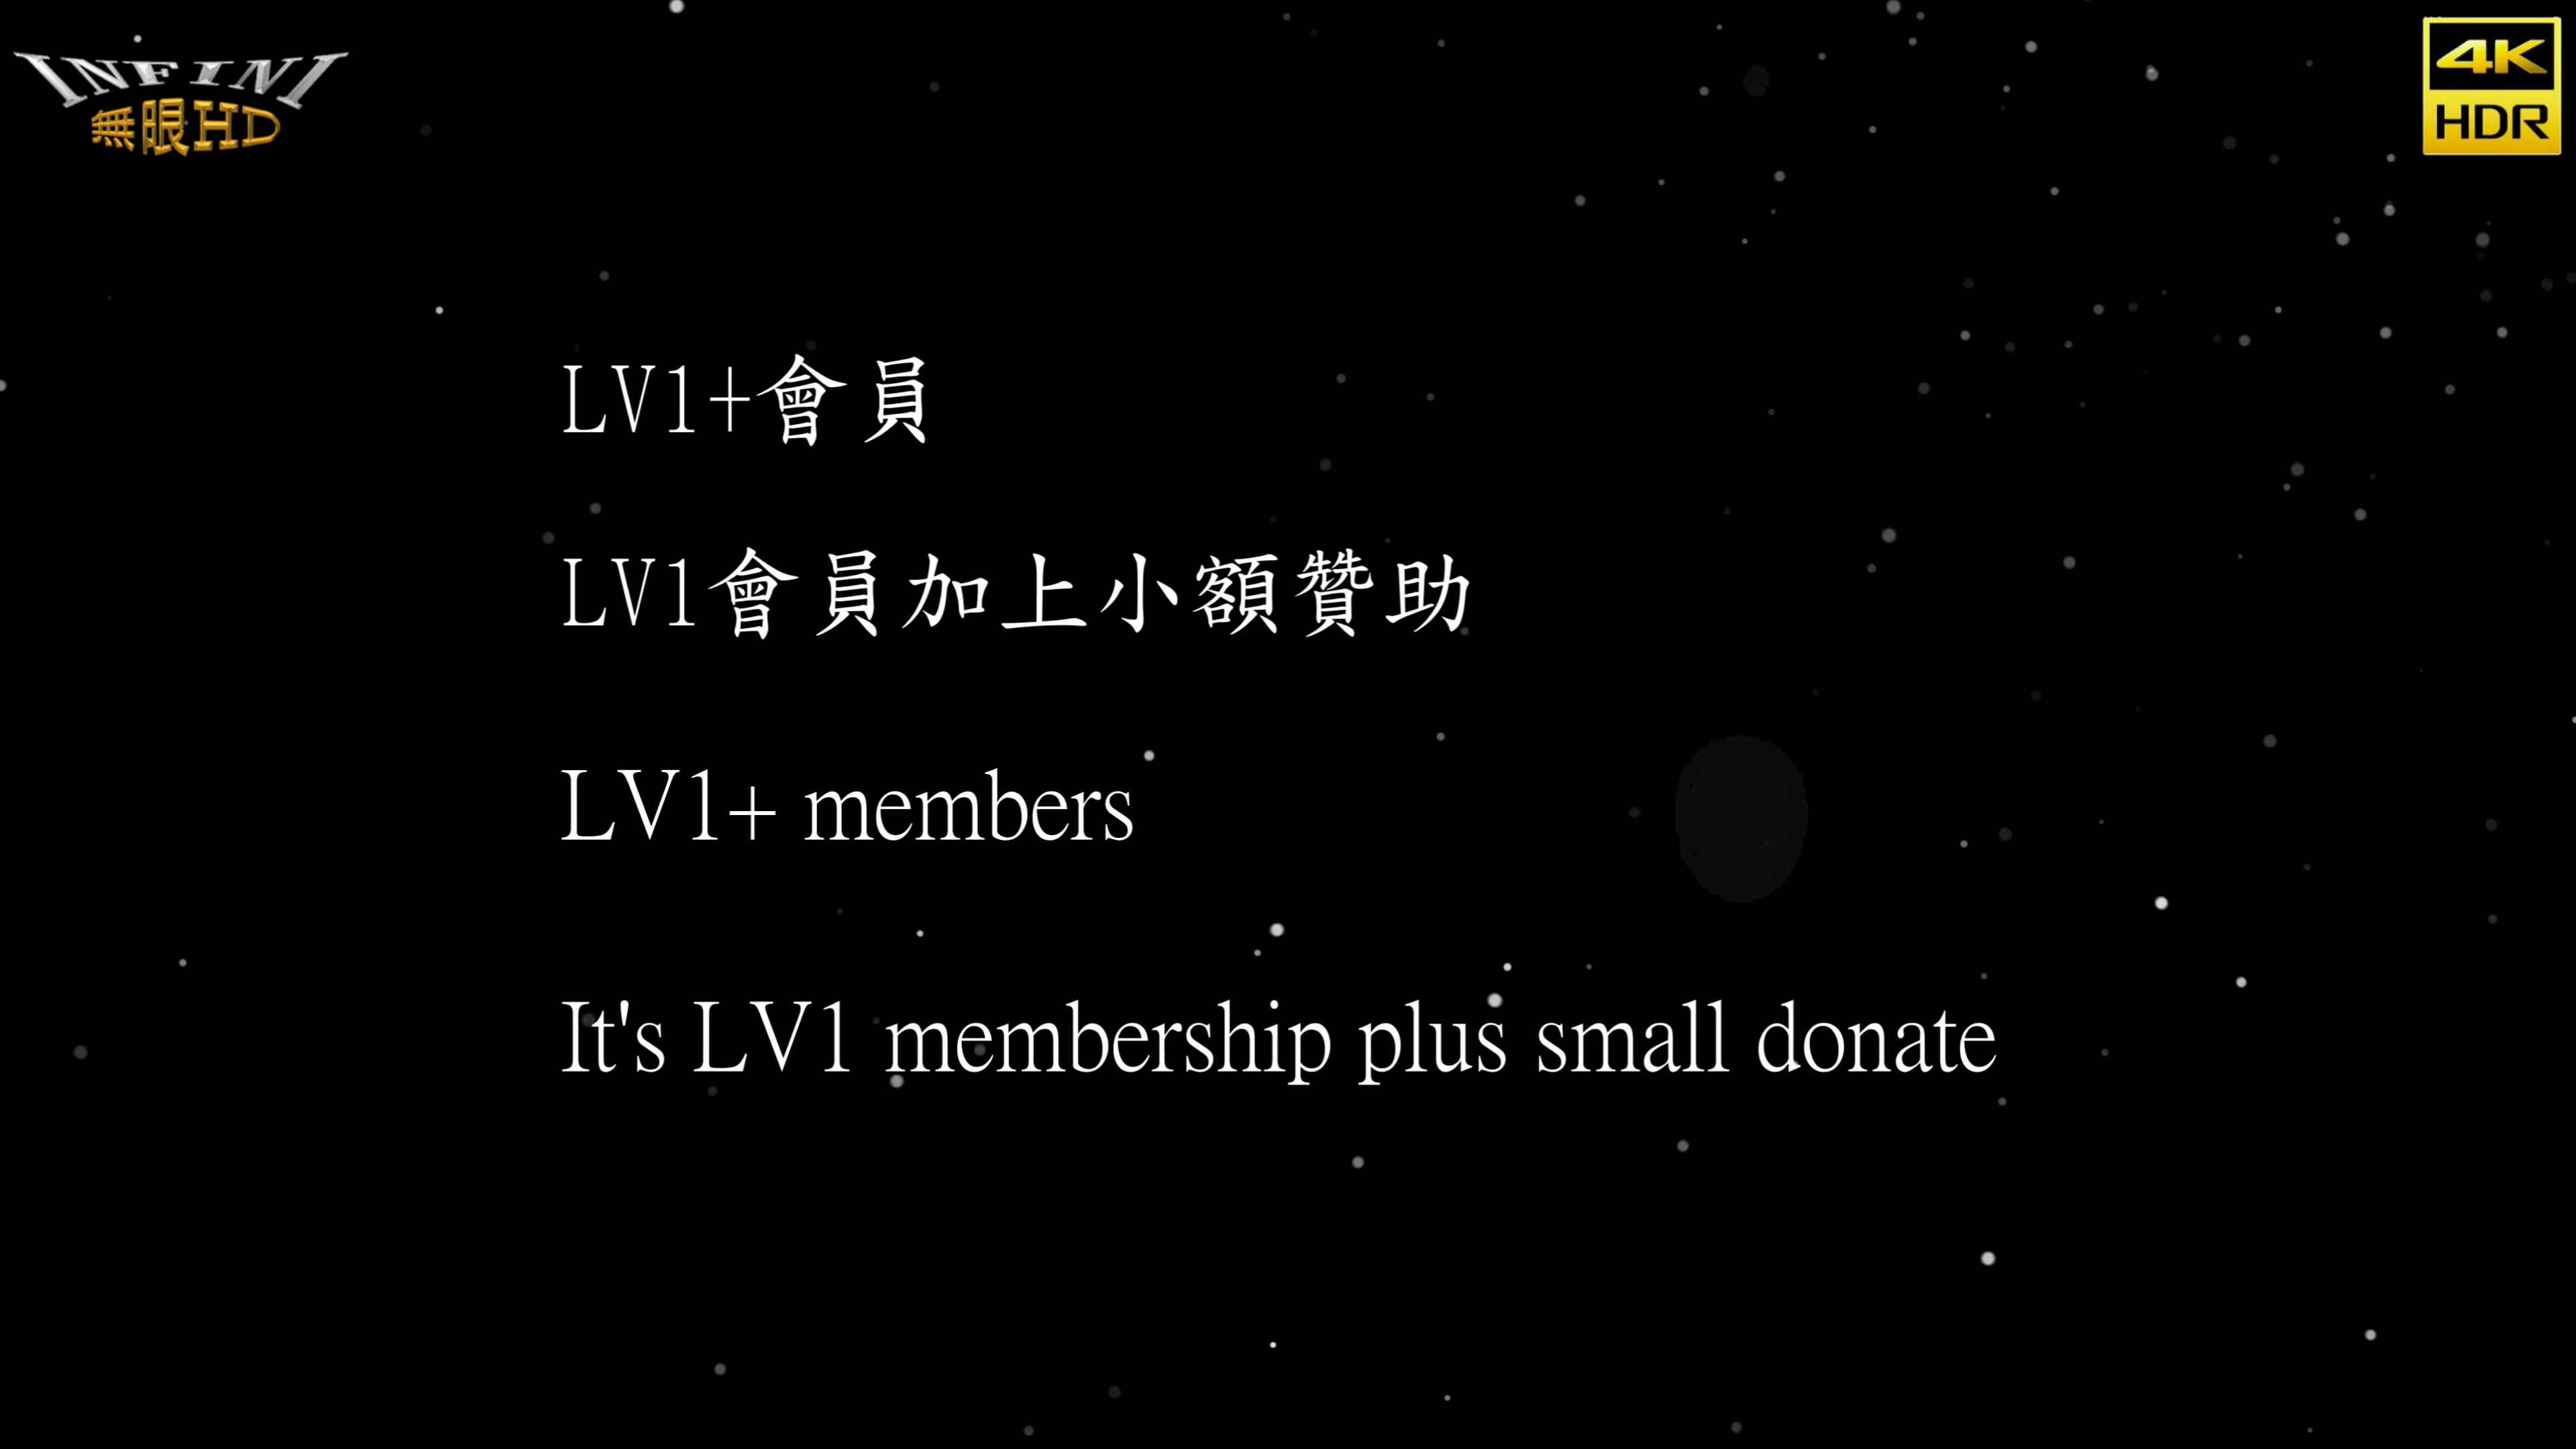 INFINI
無限HD
4K
HDR
LV1+會員
LV1會員加上小額贊助
LV1+ members
It's LV1 membership plus small donate